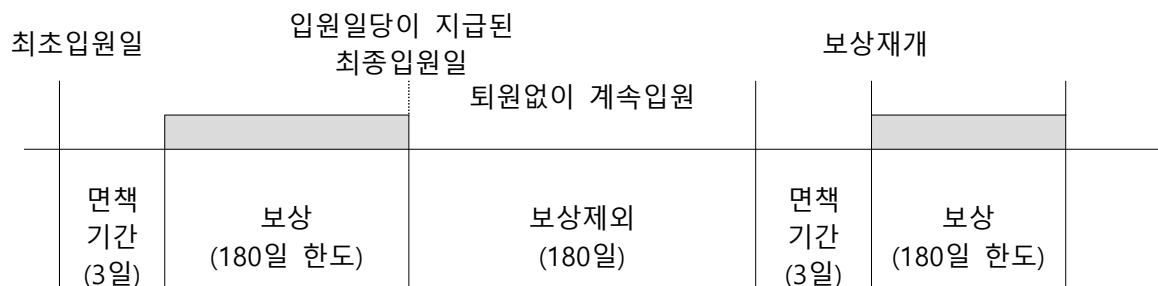 최초입원일
입원일당이 지급된
최종입원일
퇴원없이 계속입원
보상재개
면책
기간
(3일)
보상
(180일 한도)
보상제외
(180일)
면책
기간
(3일)
보상
(180일 한도)